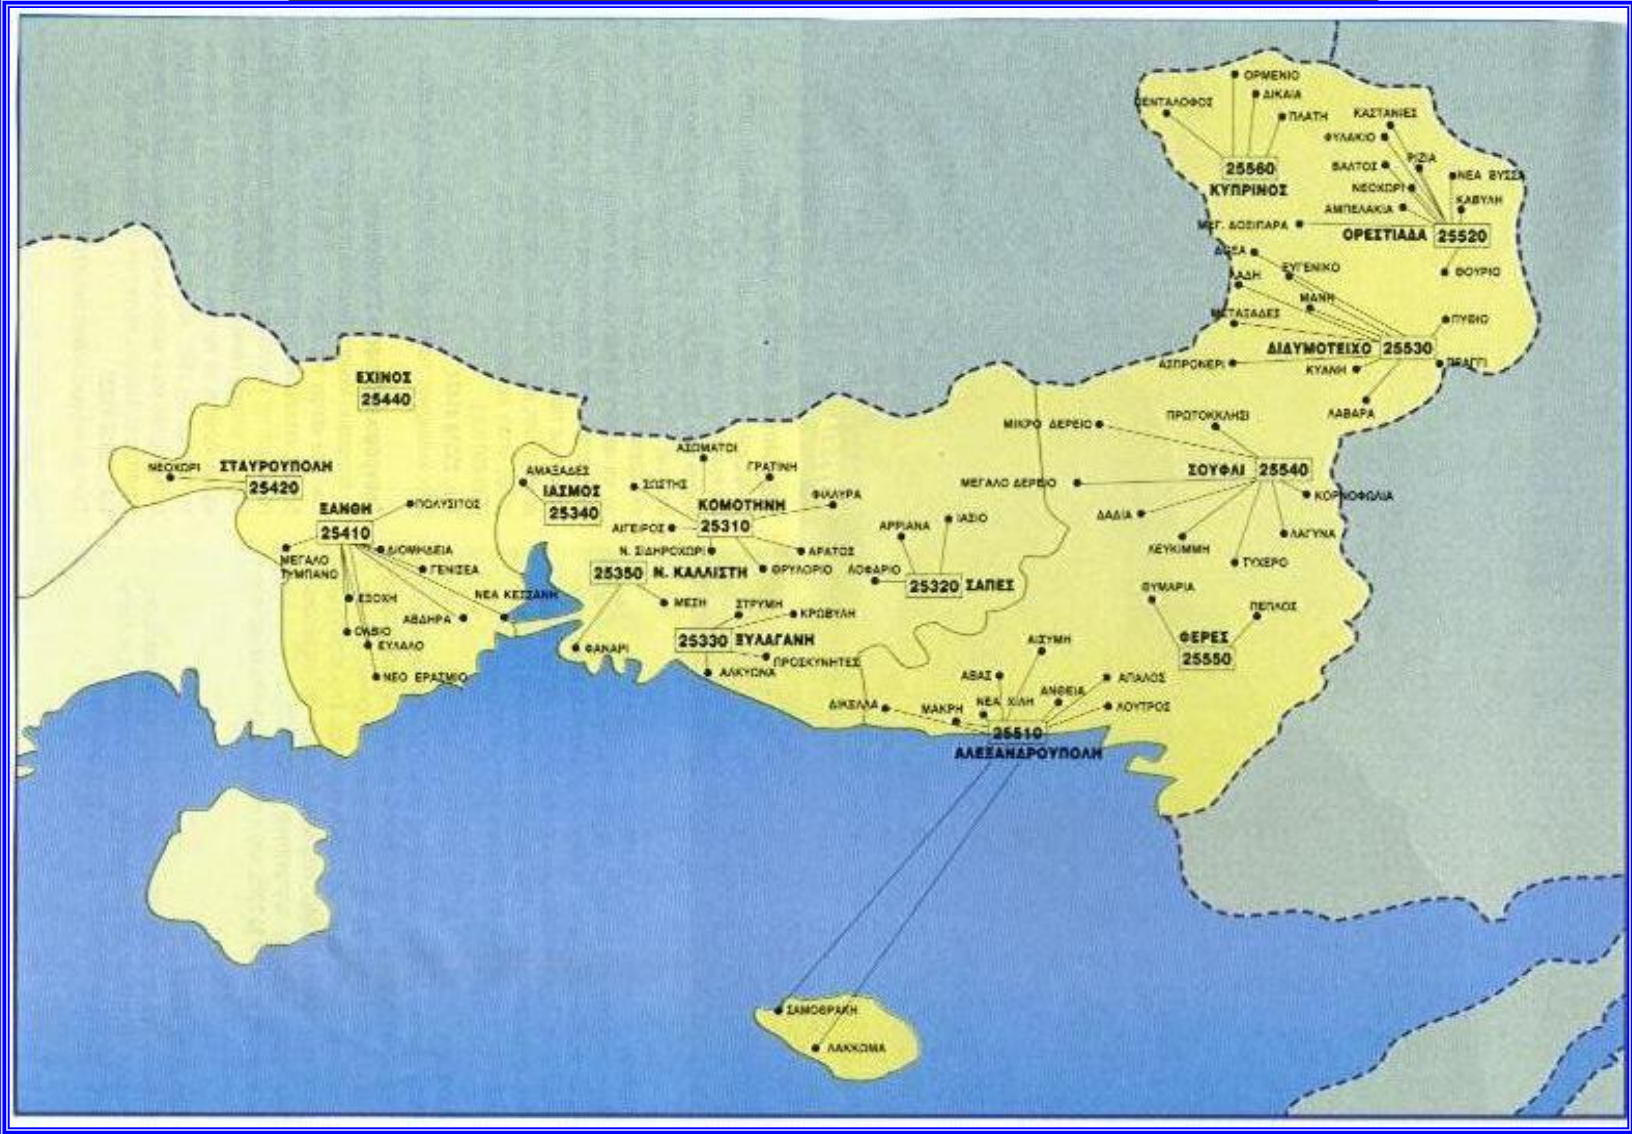 ΟΡΜΕΝΙΟ
ΔΙΚΑΙΑ
ΠΕΝΤΑΛΟΦΟΣ
ΠΛΑΤΗ
ΚΑΣΤΑΝΙΕΣ
ΦΥΛΑΚΙΟ
25560
ΚΥΠΡΙΝΟΣ
ΒΑΛΤΟΣ
ΡΙΖΙΑ
ΝΕΑ ΒΥΣΣΑ
ΝΕΟΧΩΡΙ
ΚΑΒΥΛΗ
ΑΜΠΕΛΑΚΙΑ
ΜΕΓ. ΔΟΞΙΠΑΡΑ
ΟΡΕΣΤΙΑΔΑ 25520
ΔΟΞΑ
ΕΥΓΕΝΙΚΟ
ΘΟΥΡΙΟ
ΛΑΔΗ
ΜΑΝΗ
ΜΕΤΑΞΑΔΕΣ
ΠΥΘΙΟ
ΔΙΔΥΜΟΤΕΙΧΟ 25530
ΑΣΠΡΟΝΕΡΙ
ΚΥΑΝΗ
ΠΡΑΓΓΙ
ΛΑΒΑΡΑ
ΕΧΙΝΟΣ
25440
ΜΙΚΡΟ ΔΕΡΕΙΟ
ΠΡΩΤΟΚΚΛΗΣΙ
ΣΟΥΦΛΙ 25540
ΜΕΓΑΛΟ ΔΕΡΕΙΟ
ΚΟΡΝΟΦΩΛΙΑ
ΔΑΔΙΑ
ΛΑΓΥΝΑ
ΛΕΥΚΙΜΜΗ
ΤΥΧΕΡΟ
ΝΕΟΧΩΡΙ
ΣΤΑΥΡΟΥΠΟΛΗ
25420
ΞΑΝΘΗ
25410
ΠΟΛΥΣΙΤΟΣ
ΔΙΟΜΗΔΕΙΑ
ΜΕΓΑΛΟ
ΤΥΜΠΑΝΟ
ΓΕΝΙΣΕΑ
ΕΞΟΧΗ
ΝΕΑ ΚΕΣΣΑΝΗ
ΑΒΔΗΡΑ
ΟΛΒΙΟ
ΕΥΛΑΛΟ
ΝΕΟ ΕΡΑΣΜΙΟ
ΑΜΑΞΑΔΕΣ
ΙΑΣΜΟΣ
25340
ΑΣΩΜΑΤΟΙ
ΓΡΑΤΙΝΗ
ΣΩΣΤΗΣ
ΦΙΛΛΥΡΑ
ΚΟΜΟΤΗΝΗ
25310
ΑΙΓΕΙΡΟΣ
Ν. ΣΙΔΗΡΟΧΩΡΙ
ΑΡΑΤΟΣ
ΘΡΥΛΟΡΙΟ
25350 Ν. ΚΑΛΛΙΣΤΗ
ΑΡΡΙΑΝΑ
ΙΑΣΙΟ
ΛΟΦΑΡΙΟ
25320 ΣΑΠΕΣ
ΜΕΣΗ
ΣΤΡΥΜΗ
ΚΡΩΒΥΛΗ
25330 ΞΥΛΑΓΑΝΗ
ΦΑΝΑΡΙ
ΠΡΟΣΚΥΝΗΤΕΣ
ΑΛΚΥΩΝΑ
ΘΥΜΑΡΙΑ
ΠΕΠΛΟΣ
ΦΕΡΕΣ
25550
ΑΙΣΥΜΗ
ΑΒΑΣ
ΑΝΘΕΙΑ
ΑΠΑΛΟΣ
ΔΙΚΕΛΛΑ
ΜΑΚΡΗ
ΝΕΑ ΧΙΛΗ
ΛΟΥΤΡΟΣ
25510
ΑΛΕΞΑΝΔΡΟΥΠΟΛΗ
ΣΑΜΟΘΡΑΚΗ
ΛΑΚΚΩΜΑ